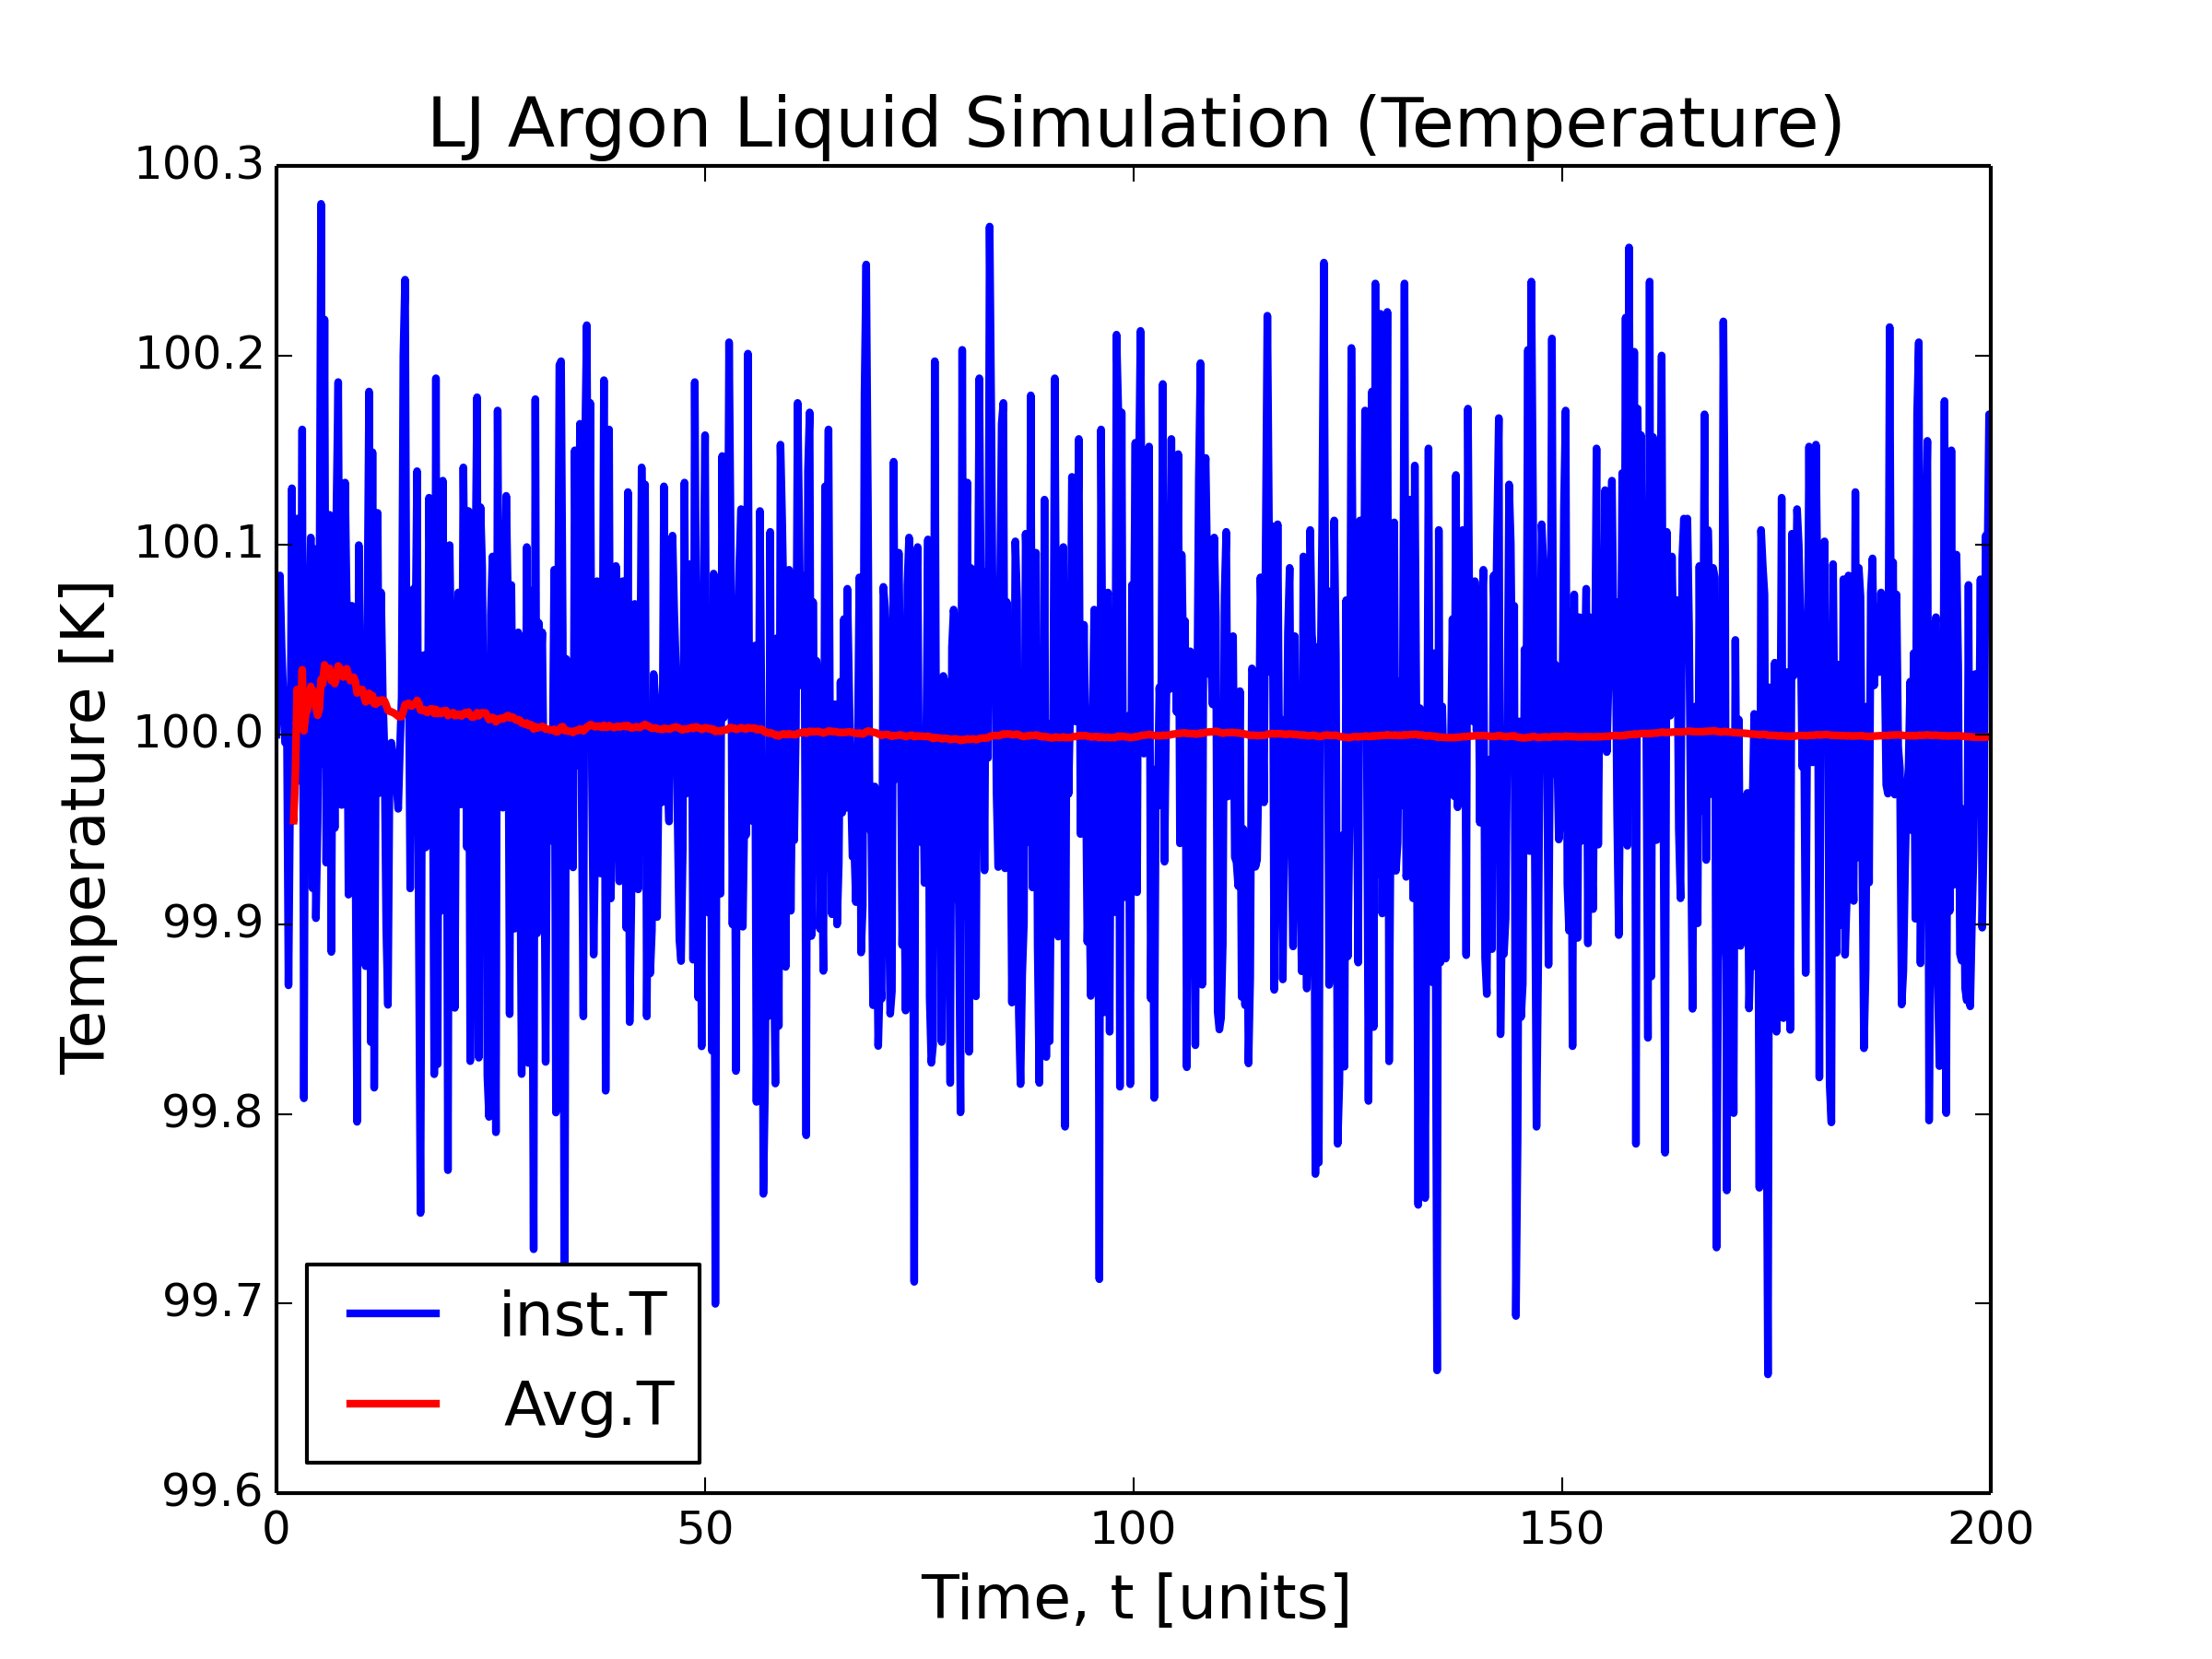 LJ Argon Liquid Simulation (Temperature)
100.3
100.2
100.1
100.0
99.9
99.8
99.7
99.6
Temperature [K]
inst.T
Avg.T
0 50 100 150 200
Time, t [units]